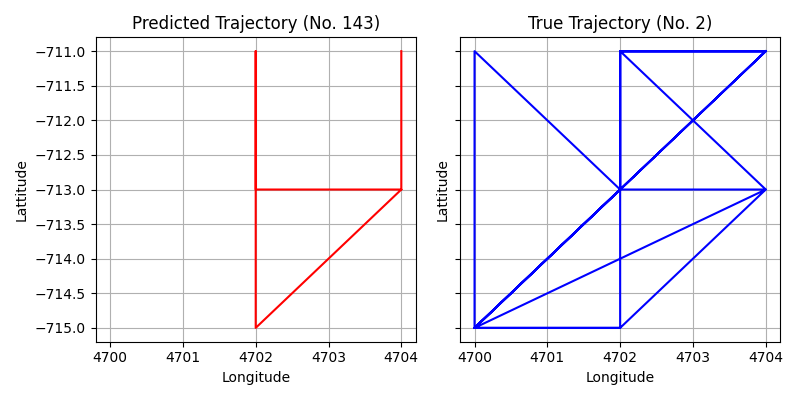 Predicted Trajectory (No. 143)
True Trajectory (No. 2)
−711.0
−711.5
−712.0
−712.5
−713.0
−713.5
−714.0
−714.5
−715.0
Lattitude
Lattitude
4700 4701 4702 4703 4704
4700 4701 4702 4703 4704
Longitude
Longitude